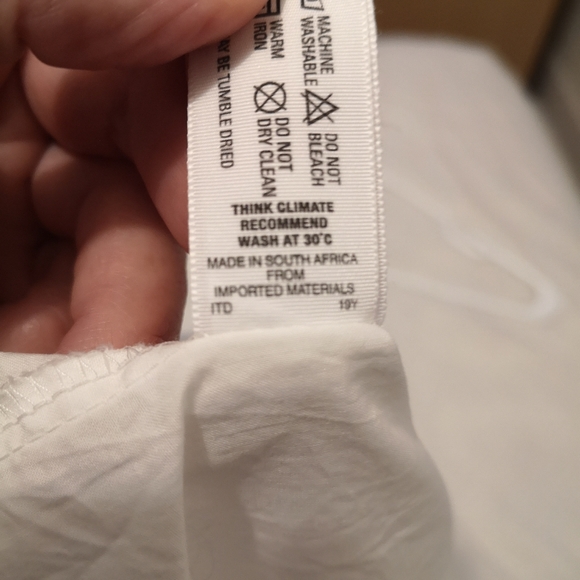 MACHINE
WASHABLE
DO NOT
BLEACH
WARM
IRON
DO NOT
DRY CLEAN
BE TUMBLE DRIED
THINK CLIMATE
RECOMMEND
WASH AT 30°C
MADE IN SOUTH AFRICA
FROM
IMPORTED MATERIALS
ITD 19Y